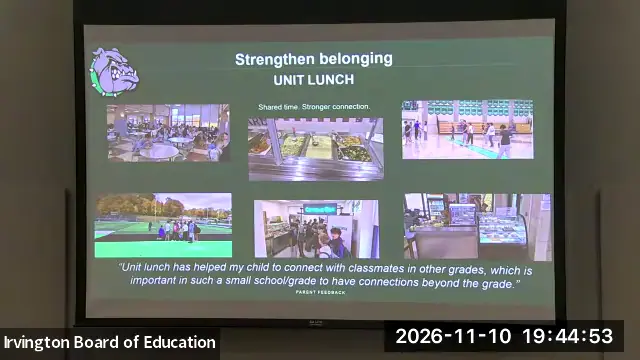 Strengthen belonging
UNIT LUNCH
Shared time. Stronger connection.
"Unit lunch has helped my child to connect with classmates in other grades, which is
important in such a small school/grade to have connections beyond the grade."
PARENT FEEDBACK
Irvington Board of Education
2026-11-10 19:44:53